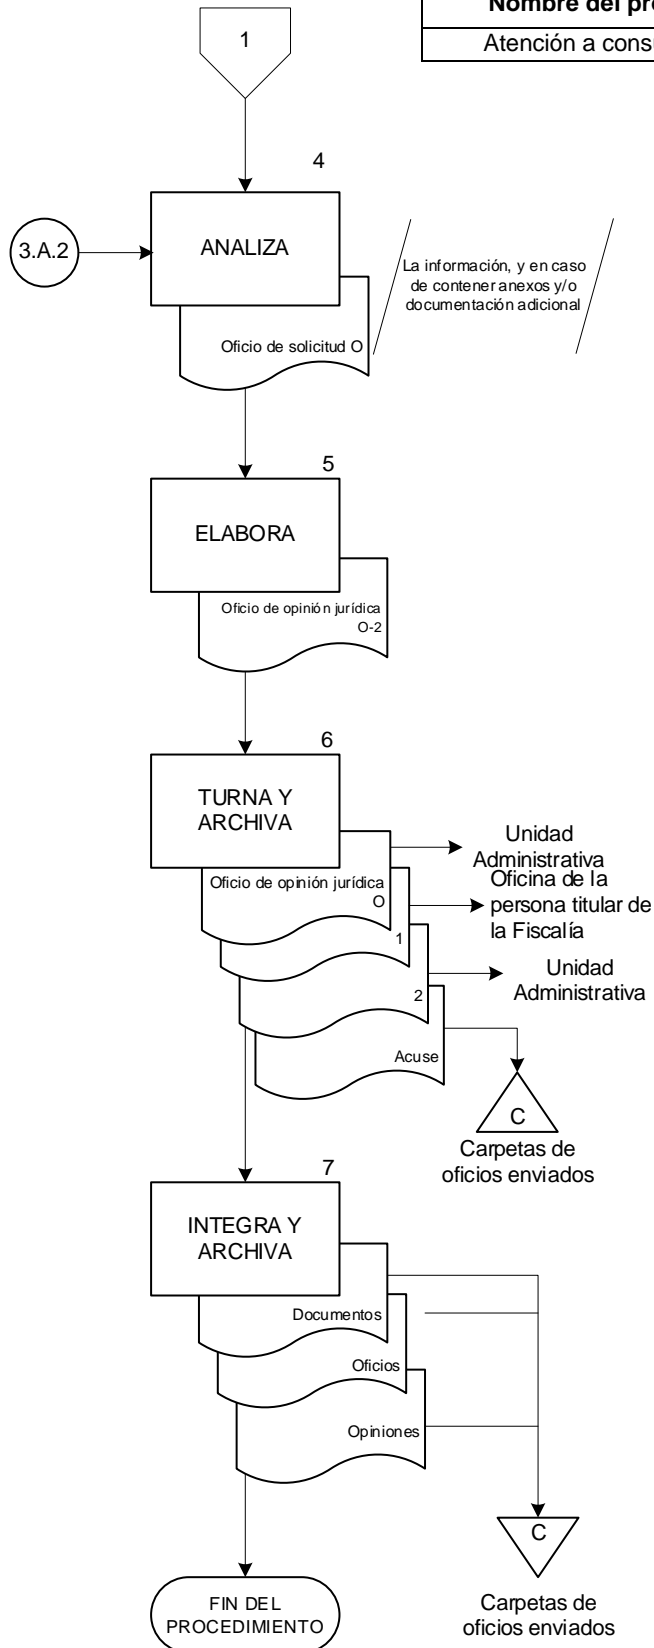 Nombre del pro
Atención a consu
1
4
3.A.2
ANALIZA
La información, y en caso
de contener anexos y/o
documentación adicional
Oficio de solicitud O
5
ELABORA
Oficio de opinión jurídica
O-2
6
TURNA Y
ARCHIVA
Oficio de opinión jurídica
O
Unidad
Administrativa
1
Oficina de la
persona titular de
la Fiscalía
2
Unidad
Administrativa
Acuse
C
Carpetas de
oficios enviados
7
INTEGRA Y
ARCHIVA
Documentos
Oficios
Opiniones
C
Carpetas de
oficios enviados
FIN DEL
PROCEDIMIENTO